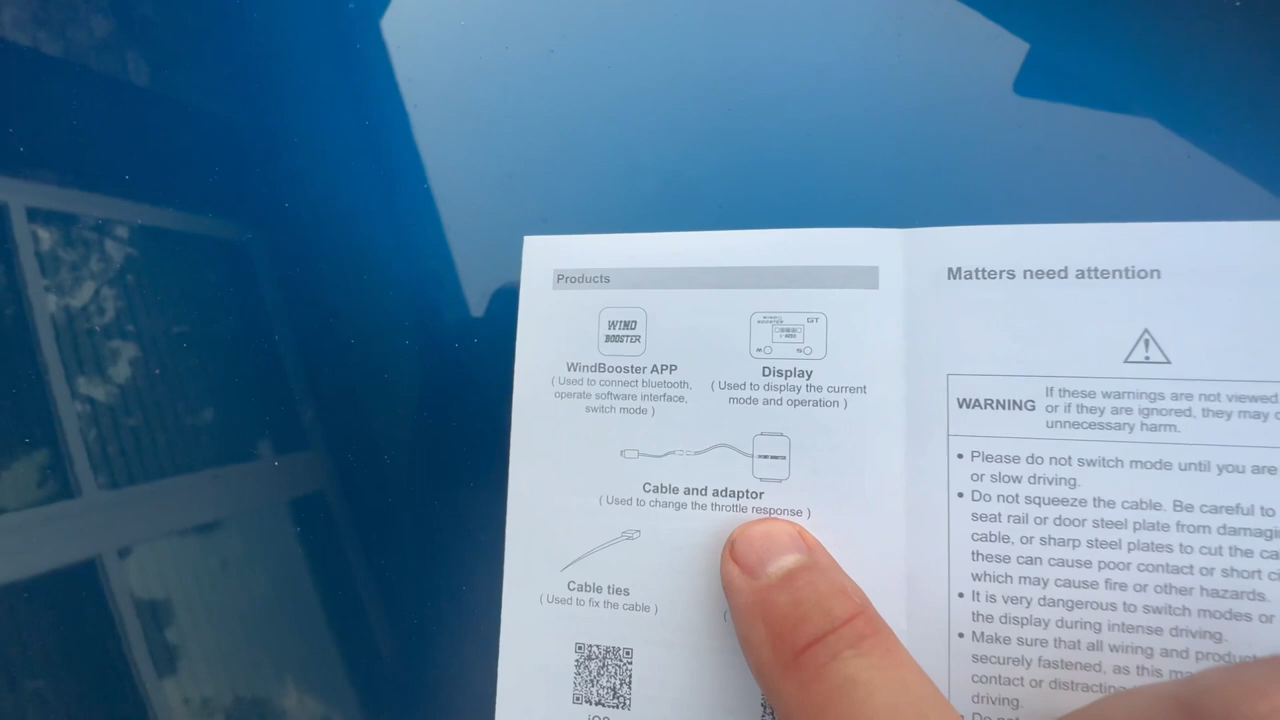 Products
WIND
BOOSTER
WindBooster APP
( Used to connect bluetooth,
operate software interface,
switch mode )
GT
M
S
Display
( Used to display the current
mode and operation )
WIND BOOSTER
Cable and adaptor
( Used to change the throttle response )
Cable ties
( Used to fix the cable )
(
iOS
Matters need attention
WARNING
If these warnings are not viewed
or if they are ignored, they may
unnecessary harm.
• Please do not switch mode until you are
or slow driving.
• Do not squeeze the cable. Be careful to
seat rail or door steel plate from
cable, or sharp steel plates to cut the
these can cause poor contact or short
which may cause fire or other hazards.
• It is very dangerous to switch modes or
the display during intense driving.
• Make sure that all wiring and
securely fastened, as this
contact or
driving.
• Do